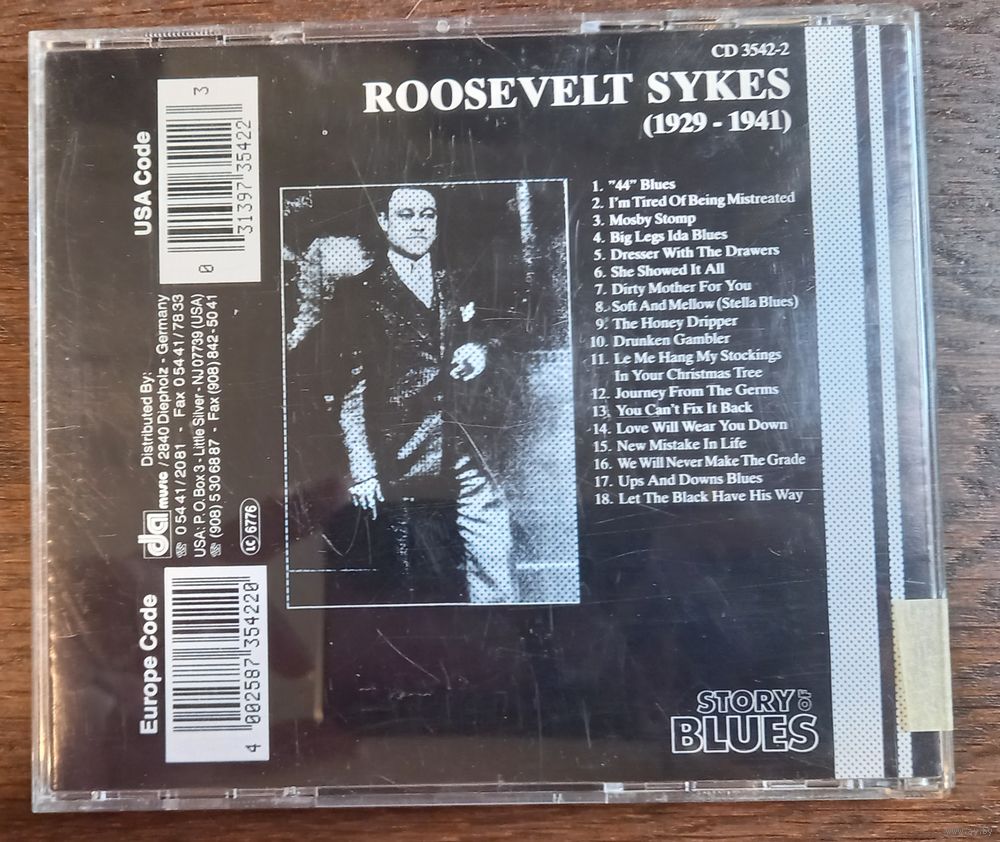 CD 3542-2
ROOSEVELT SYKES
(1929 - 1941)
1. "44" Blues
2. I'm Tired Of Being Mistreated
3. Mosby Stomp
4. Big Legs Ida Blues
5. Dresser With The Drawers
6. She Showed It All
7. Dirty Mother For You
8. Soft And Mellow (Stella Blues)
9. The Honey Dripper
10. Drunken Gambler
11. Le Me Hang My Stockings
In Your Christmas Tree
12. Journey From The Germs
13. You Can't Fix It Back
14. Love Will Wear You Down
15. New Mistake In Life
16. We Will Never Make The Grade
17. Ups And Downs Blues
18. Let The Black Have His Way
STORY OF
BLUES
USA Code
0 31397 35422 3
Distributed By:
da music / 2840 Diepholz - Germany
☏ 0 54 41 / 20 81 - Fax 0 54 41 / 78 33
USA: P.O. Box 3 - Little Silver - NJ 07739 (USA)
☏ (908) 5 30 68 87 - Fax (908) 842 - 50 41
LC 6776
Europe Code
4 002587 354220